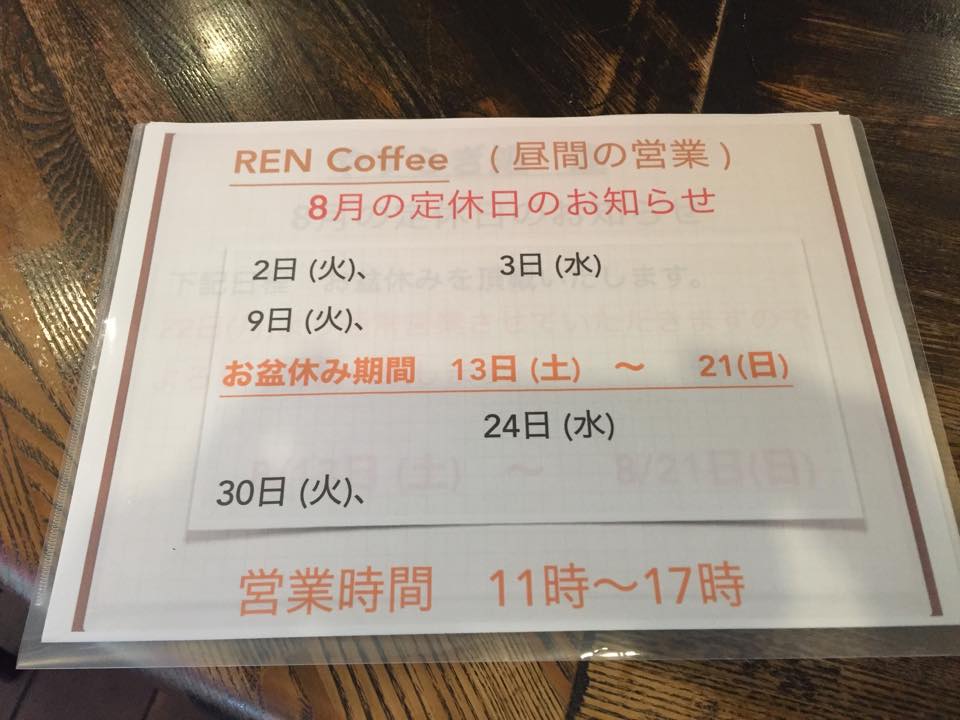 REN Coffee (昼間の営業)
8月の定休日のお知らせ
2日 (火)、 3日 (水)
9日 (火)、
お盆休み期間 13日 (土) 〜 21(日)
24日 (水)
30日 (火)、
営業時間 11時〜17時